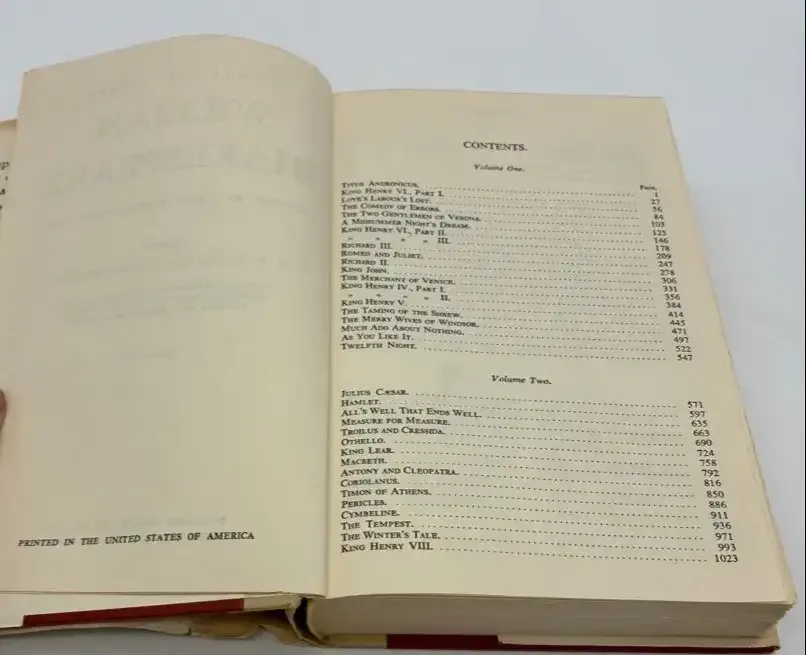 PRINTED IN THE UNITED STATES OF AMERICA
CONTENTS.
Volume One.
PAGE.
TITUS ANDRONICUS. 1
KING HENRY VI., PART I. 27
LOVE'S LABOUR'S LOST. 56
THE COMEDY OF ERRORS. 84
THE TWO GENTLEMEN OF VERONA. 103
A MIDSUMMER NIGHT'S DREAM. 125
KING HENRY VI., PART II. 146
" " " " III. 178
RICHARD III. 209
ROMEO AND JULIET. 247
RICHARD II. 278
KING JOHN. 306
THE MERCHANT OF VENICE. 331
KING HENRY IV., PART I. 356
" " " " II. 384
KING HENRY V. 414
THE TAMING OF THE SHREW. 445
THE MERRY WIVES OF WINDSOR. 471
MUCH ADO ABOUT NOTHING. 497
AS YOU LIKE IT. 522
TWELFTH NIGHT. 547
Volume Two.
JULIUS CÆSAR. 571
HAMLET. 597
ALL'S WELL THAT ENDS WELL. 635
MEASURE FOR MEASURE. 663
TROILUS AND CRESSIDA. 690
OTHELLO. 724
KING LEAR. 758
MACBETH. 792
ANTONY AND CLEOPATRA. 816
CORIOLANUS. 850
TIMON OF ATHENS. 886
PERICLES. 911
CYMBELINE. 936
THE TEMPEST. 971
THE WINTER'S TALE. 993
KING HENRY VIII. 1023